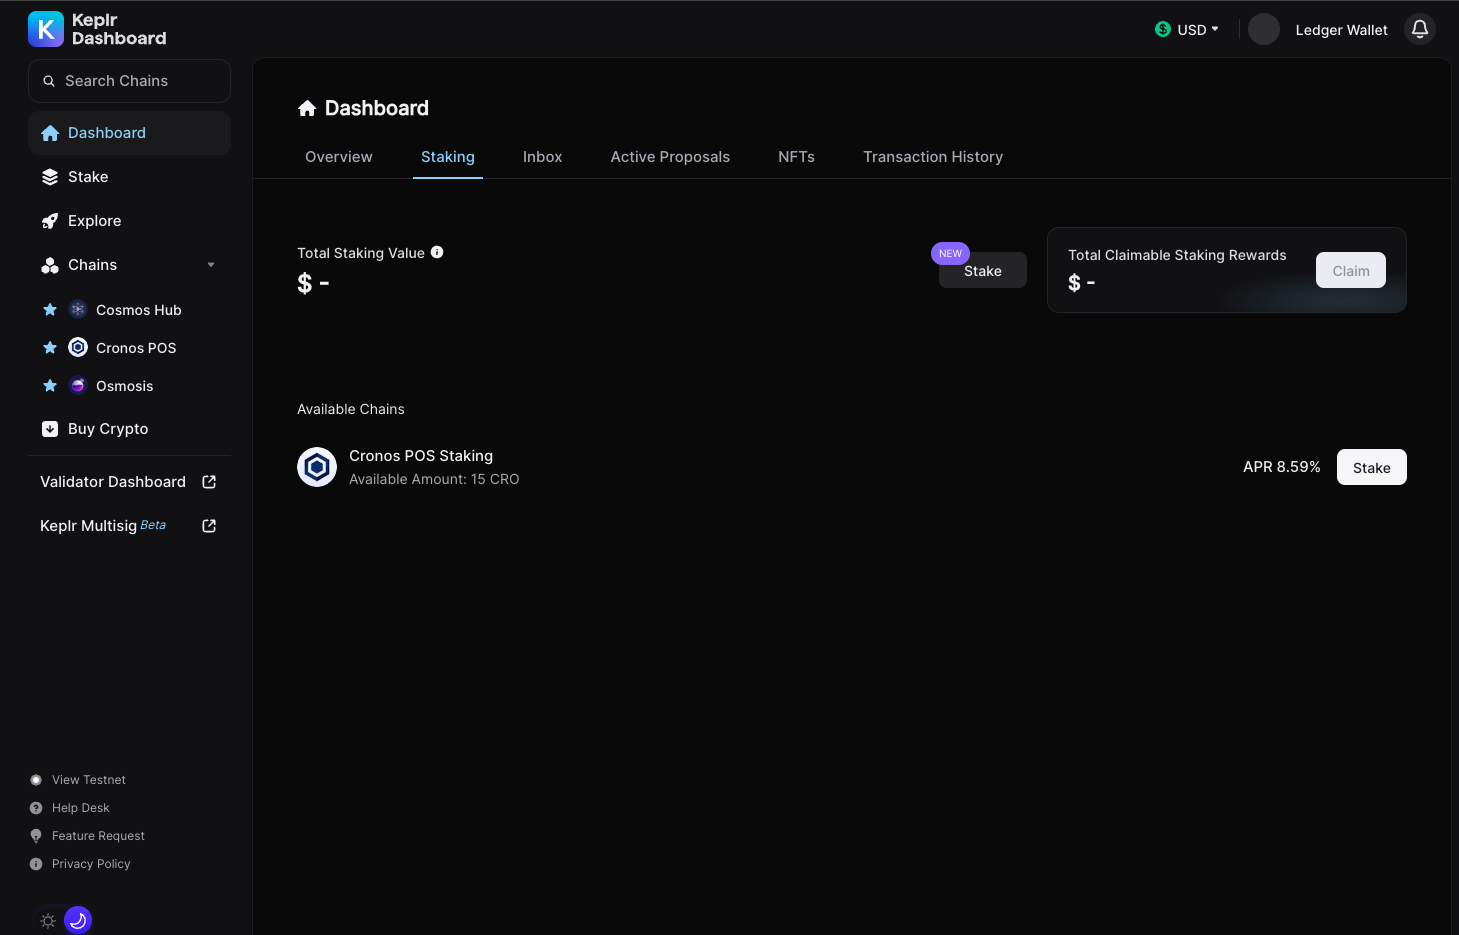 Keplr
Dashboard
USD
Ledger Wallet
Search Chains
Dashboard
Stake
Explore
Chains
Cosmos Hub
Cronos POS
Osmosis
Buy Crypto
Validator Dashboard
Keplr Multisig Beta
View Testnet
Help Desk
Feature Request
Privacy Policy
Dashboard
Overview Staking Inbox Active Proposals NFTs Transaction History
Total Staking Value
$ -
NEW
Stake
Total Claimable Staking Rewards
$ -
Claim
Available Chains
Cronos POS Staking
Available Amount: 15 CRO
APR 8.59%
Stake